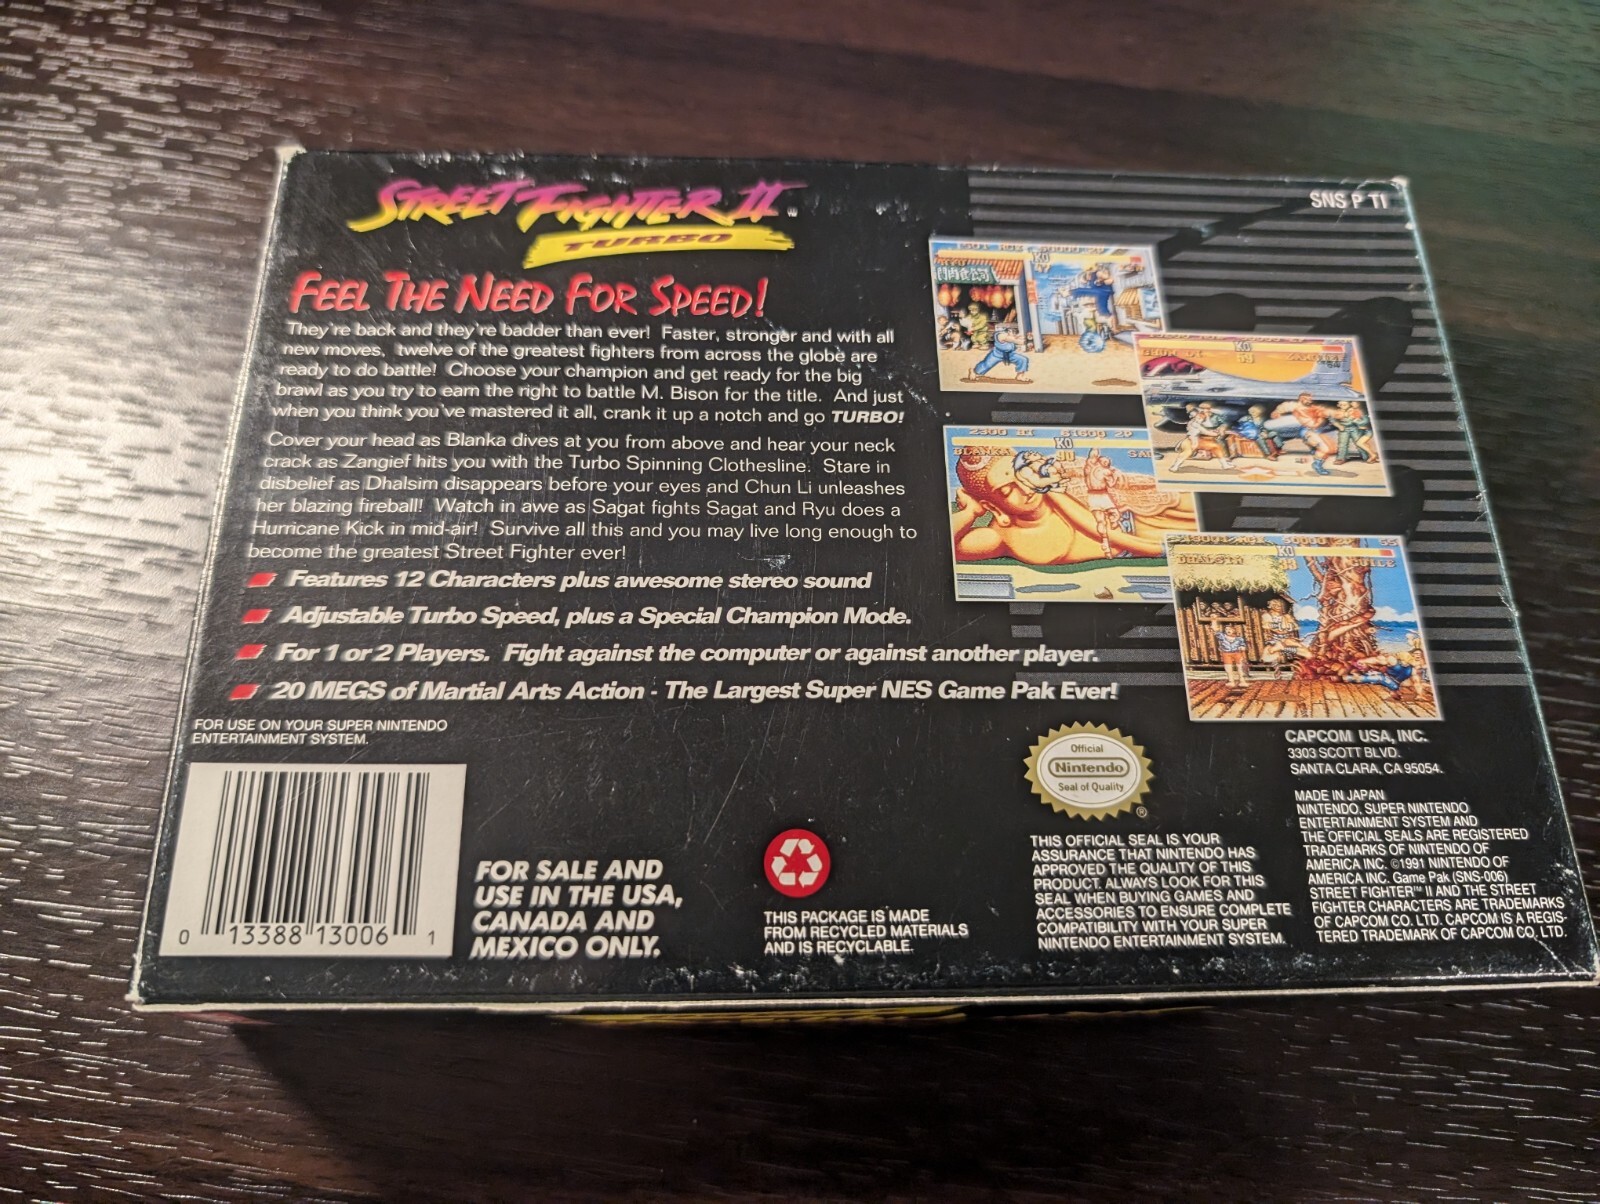 STREET FIGHTER II
TURBO
SNS P TI
FEEL THE NEED FOR SPEED!
They're back and they're badder than ever! Faster, stronger and with all
new moves, twelve of the greatest fighters from across the globe are
ready to do battle! Choose your champion and get ready for the big
brawl as you try to earn the right to battle M. Bison for the title. And just
when you think you've mastered it all, crank it up a notch and go TURBO!
Cover your head as Blanka dives at you from above and hear your neck
crack as Zangief hits you with the Turbo Spinning Clothesline. Stare in
disbelief as Dhalsim disappears before your eyes and Chun Li unleashes
her blazing fireball! Watch in awe as Sagat fights Sagat and Ryu does a
Hurricane Kick in mid-air! Survive all this and you may live long enough to
become the greatest Street Fighter ever!
Features 12 Characters plus awesome stereo sound
Adjustable Turbo Speed, plus a Special Champion Mode.
For 1 or 2 Players. Fight against the computer or against another player.
20 MEGS of Martial Arts Action - The Largest Super NES Game Pak Ever!
KO
KO
2300 HI 61600 2P
KO
BLANKA 90
KO
DHALSIM GUILE
FOR USE ON YOUR SUPER NINTENDO
ENTERTAINMENT SYSTEM.
0 13388 13006 1
FOR SALE AND
USE IN THE USA,
CANADA AND
MEXICO ONLY.
THIS PACKAGE IS MADE
FROM RECYCLED MATERIALS
AND IS RECYCLABLE.
Official
Nintendo
Seal of Quality
®
THIS OFFICIAL SEAL IS YOUR
ASSURANCE THAT NINTENDO HAS
APPROVED THE QUALITY OF THIS
PRODUCT. ALWAYS LOOK FOR THIS
SEAL WHEN BUYING GAMES AND
ACCESSORIES TO ENSURE COMPLETE
COMPATIBILITY WITH YOUR SUPER
NINTENDO ENTERTAINMENT SYSTEM.
CAPCOM USA, INC.
3303 SCOTT BLVD.
SANTA CLARA, CA 95054.
MADE IN JAPAN
NINTENDO, SUPER NINTENDO
ENTERTAINMENT SYSTEM AND
THE OFFICIAL SEALS ARE REGISTERED
TRADEMARKS OF NINTENDO OF
AMERICA INC. ©1991 NINTENDO OF
AMERICA INC. Game Pak (SNS-006)
STREET FIGHTER™ II AND THE STREET
FIGHTER CHARACTERS ARE TRADEMARKS
OF CAPCOM CO. LTD. CAPCOM IS A REGIS-
TERED TRADEMARK OF CAPCOM CO, LTD.